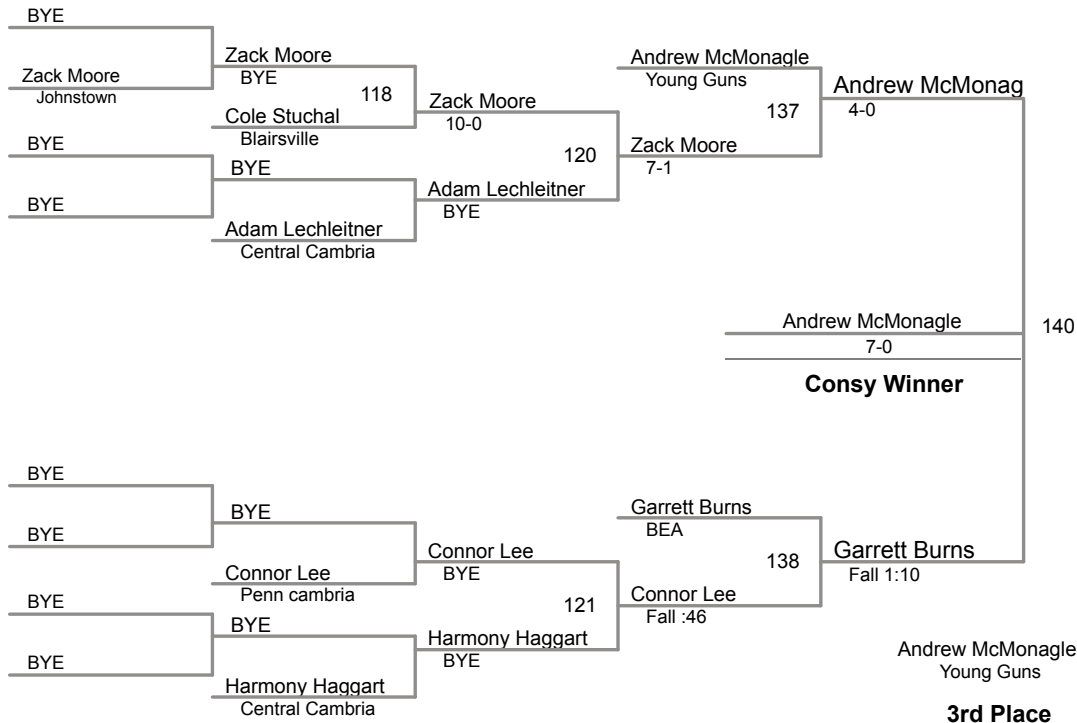 BYE
Zack Moore
Johnstown
BYE
BYE
Zack Moore
BYE
118
Cole Stuchal
Blairsville
BYE
Adam Lechleitner
Central Cambria
Zack Moore
10-0
120
Adam Lechleitner
BYE
Andrew McMonagle
Young Guns
137
Zack Moore
7-1
Andrew McMonag
4-0
Andrew McMonagle
7-0
Consy Winner
140
BYE
BYE
BYE
BYE
BYE
Connor Lee
Penn cambria
BYE
Harmony Haggart
Central Cambria
Connor Lee
BYE
121
Harmony Haggart
BYE
Garrett Burns
BEA
138
Connor Lee
Fall :46
Garrett Burns
Fall 1:10
Andrew McMonagle
Young Guns
3rd Place